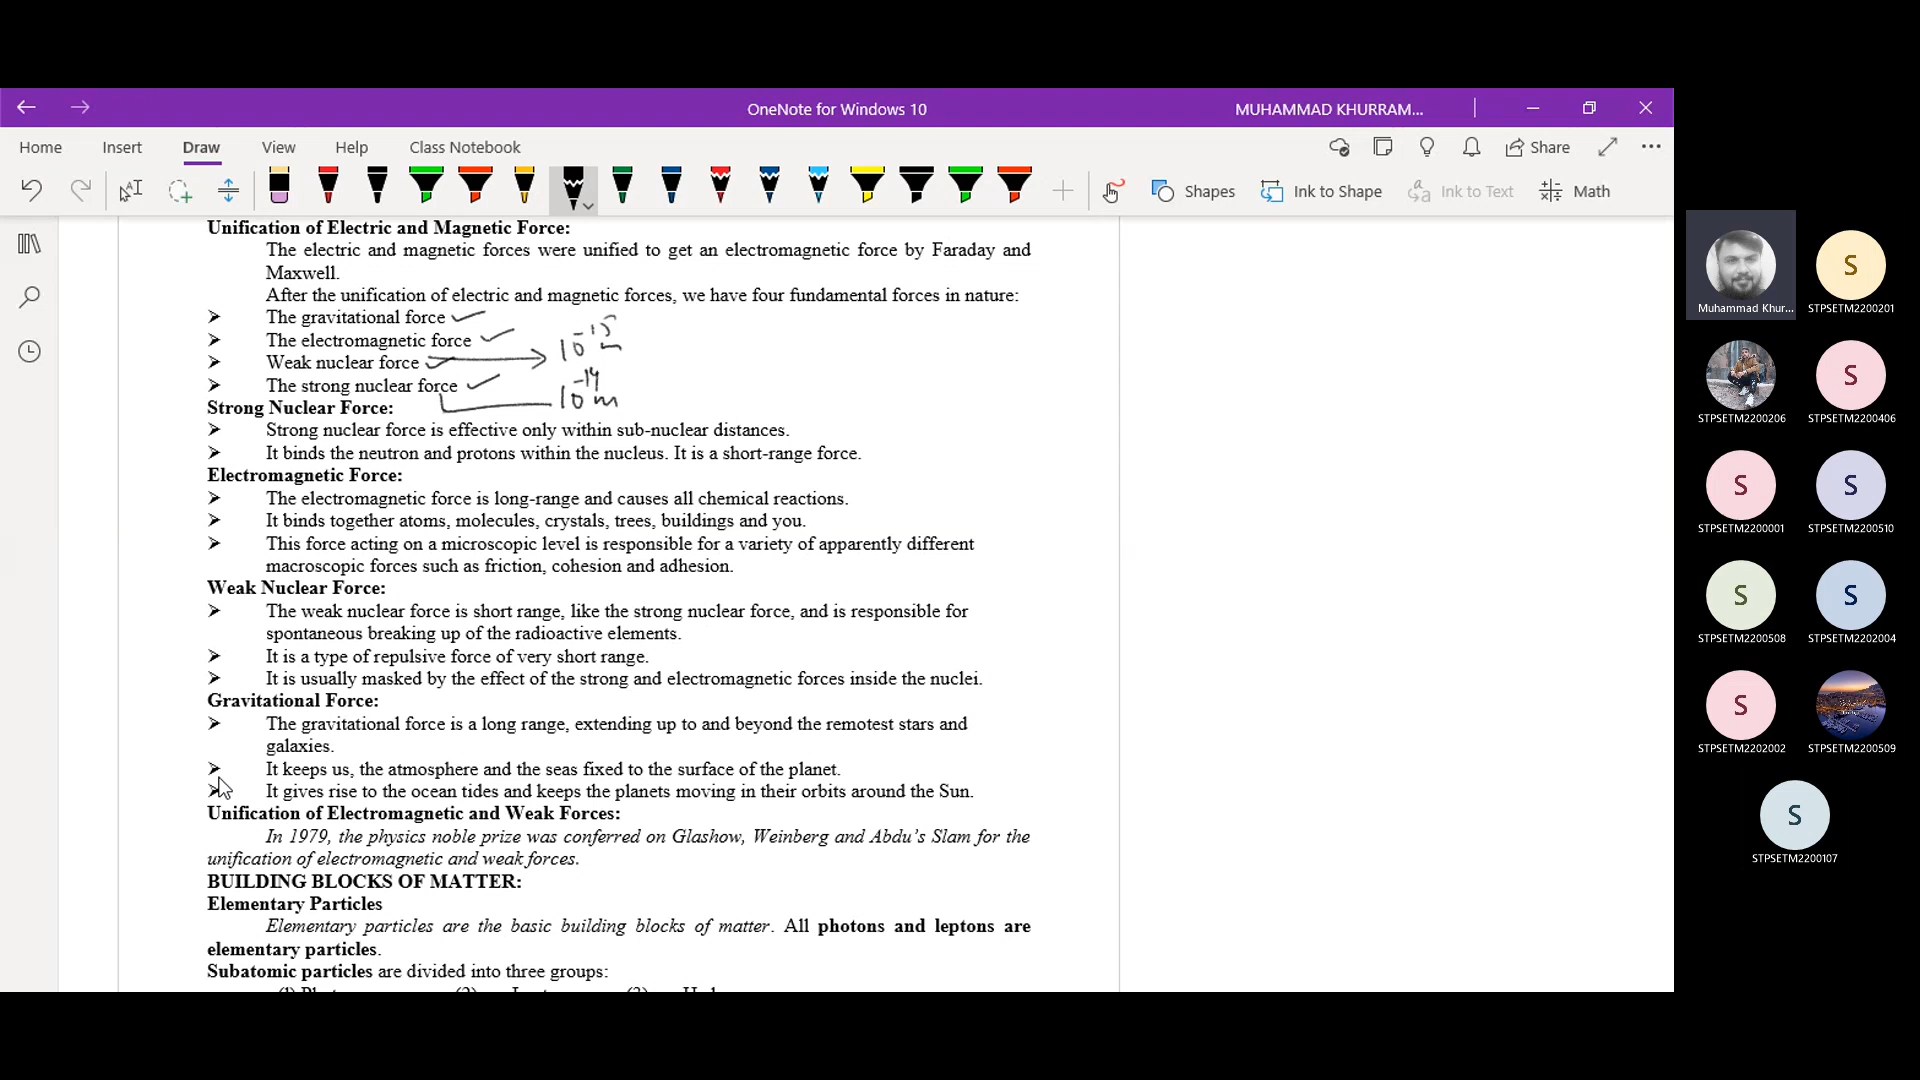 OneNote for Windows 10
MUHAMMAD KHURRAM...
Home Insert Draw View Help Class Notebook
Share
Shapes Ink to Shape Ink to Text Math
Unification of Electric and Magnetic Force:
The electric and magnetic forces were unified to get an electromagnetic force by Faraday and
Maxwell.
After the unification of electric and magnetic forces, we have four fundamental forces in nature:
➢ The gravitational force
➢ The electromagnetic force
➢ Weak nuclear force
10⁻¹⁵ m
➢ The strong nuclear force
10⁻¹⁴ m
Strong Nuclear Force:
➢ Strong nuclear force is effective only within sub-nuclear distances.
➢ It binds the neutron and protons within the nucleus. It is a short-range force.
Electromagnetic Force:
➢ The electromagnetic force is long-range and causes all chemical reactions.
➢ It binds together atoms, molecules, crystals, trees, buildings and you.
➢ This force acting on a microscopic level is responsible for a variety of apparently different
macroscopic forces such as friction, cohesion and adhesion.
Weak Nuclear Force:
➢ The weak nuclear force is short range, like the strong nuclear force, and is responsible for
spontaneous breaking up of the radioactive elements.
➢ It is a type of repulsive force of very short range.
➢ It is usually masked by the effect of the strong and electromagnetic forces inside the nuclei.
Gravitational Force:
➢ The gravitational force is a long range, extending up to and beyond the remotest stars and
galaxies.
➢ It keeps us, the atmosphere and the seas fixed to the surface of the planet.
➢ It gives rise to the ocean tides and keeps the planets moving in their orbits around the Sun.
Unification of Electromagnetic and Weak Forces:
In 1979, the physics noble prize was conferred on Glashow, Weinberg and Abdu's Slam for the
unification of electromagnetic and weak forces.
BUILDING BLOCKS OF MATTER:
Elementary Particles
Elementary particles are the basic building blocks of matter. All photons and leptons are
elementary particles.
Subatomic particles are divided into three groups:
Muhammad Khur...
S
STPSETM2200201
STPSETM2200206
S
STPSETM2200406
S
STPSETM2200001
S
STPSETM2200510
S
STPSETM2200508
S
STPSETM2202004
S
STPSETM2202002
STPSETM2200509
S
STPSETM2200107